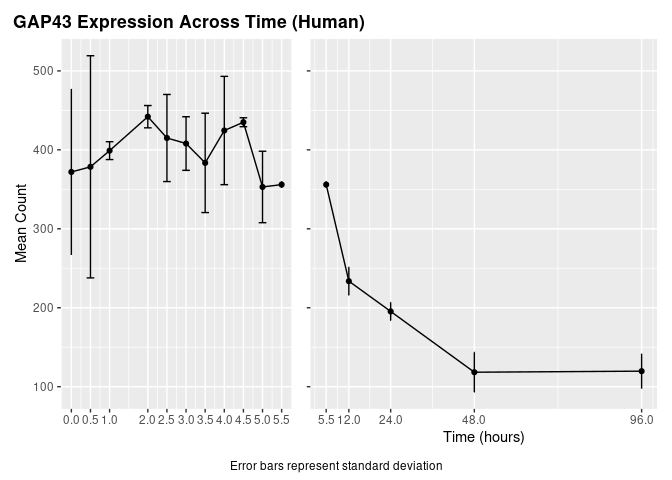 GAP43 Expression Across Time (Human)
Mean Count
500
400
300
200
100
0.0 0.5 1.0 2.0 2.5 3.0 3.5 4.0 4.5 5.0 5.5
5.5 12.0 24.0 48.0 96.0
Time (hours)
Error bars represent standard deviation